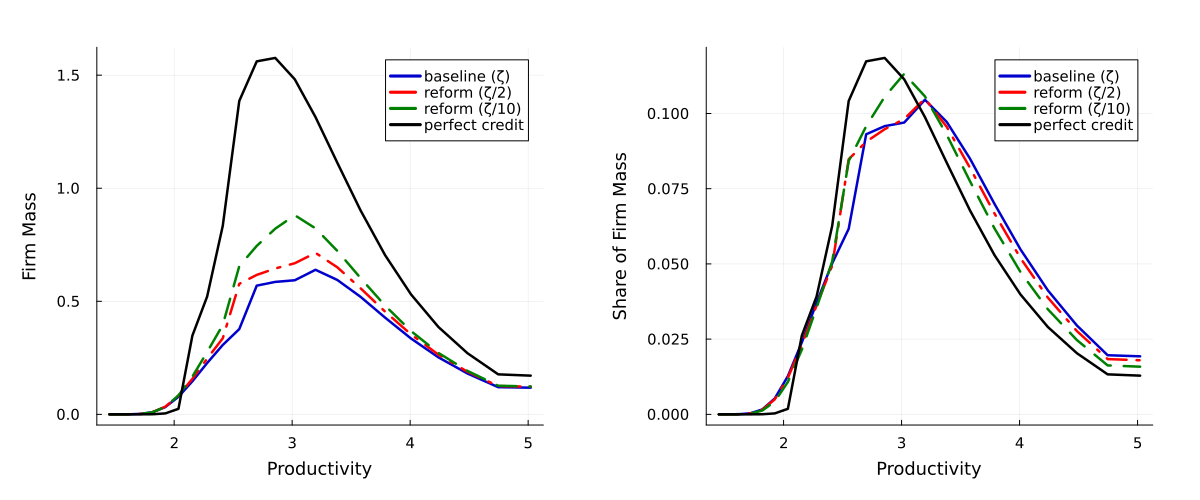 Firm Mass
1.5
1.0
0.5
0.0
baseline (ζ)
reform (ζ/2)
reform (ζ/10)
perfect credit
2 3 4 5
Productivity
Share of Firm Mass
0.100
0.075
0.050
0.025
0.000
baseline (ζ)
reform (ζ/2)
reform (ζ/10)
perfect credit
2 3 4 5
Productivity